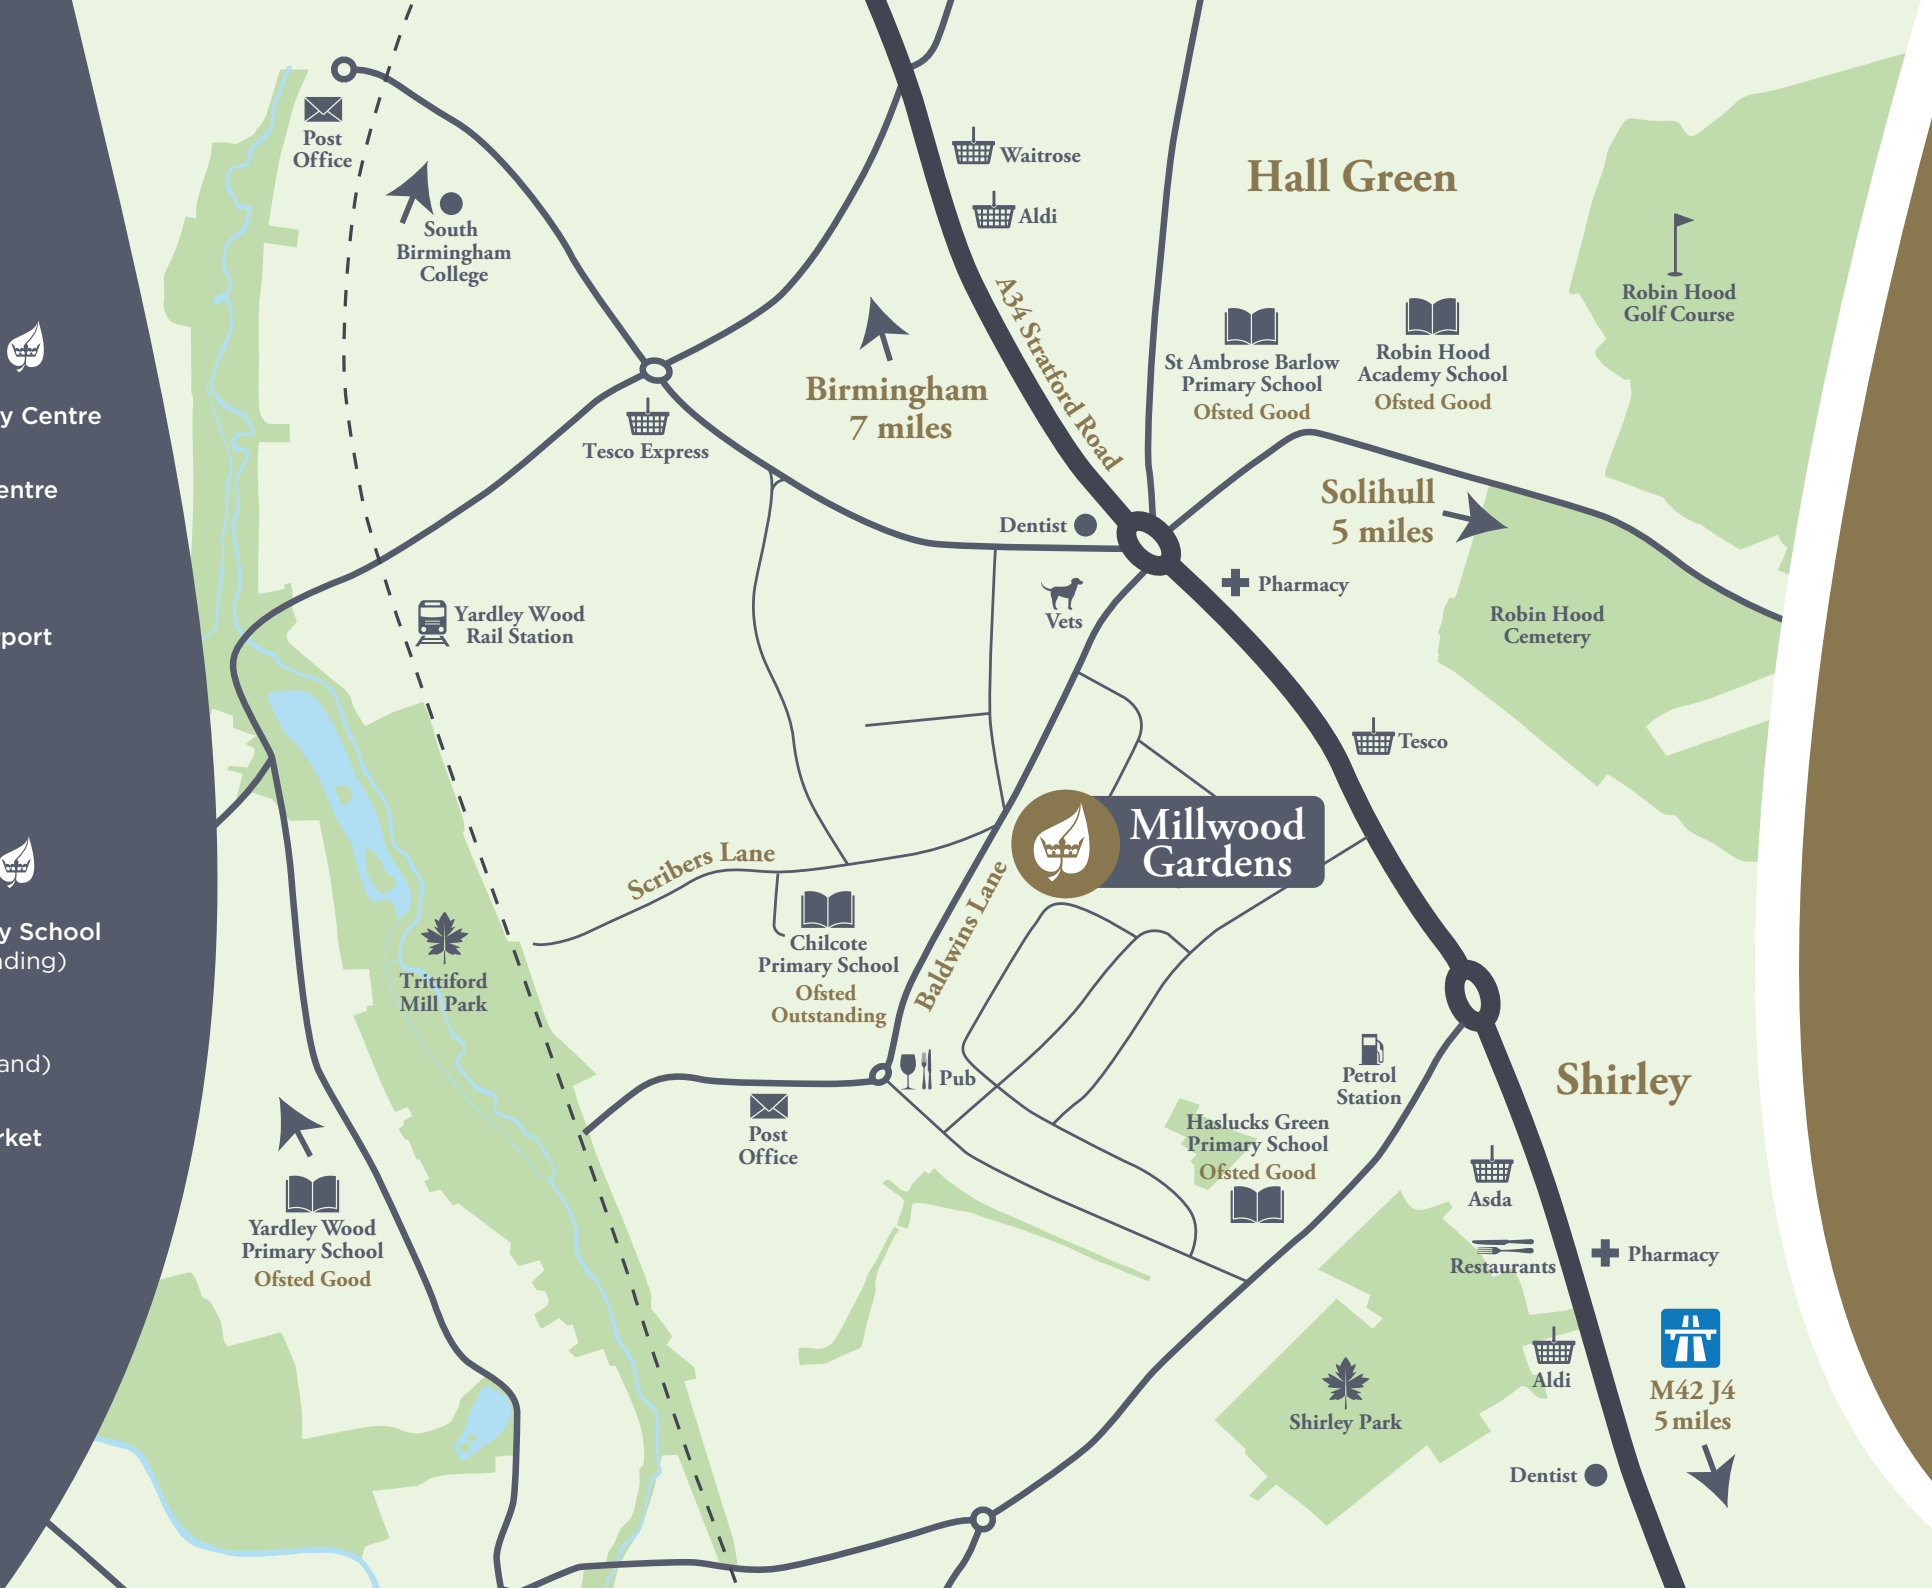 y Centre
entre
rport
y School
nding)
and)
rket
Post
Office
South
Birmingham
College
Waitrose
Aldi
Hall Green
Robin Hood
Golf Course
A34 Stratford Road
St Ambrose Barlow
Primary School
Ofsted Good
Robin Hood
Academy School
Ofsted Good
Birmingham
7 miles
Tesco Express
Solihull
5 miles
Dentist
Pharmacy
Vets
Yardley Wood
Rail Station
Robin Hood
Cemetery
Tesco
Millwood
Gardens
Scribers Lane
Baldwins Lane
Chilcote
Primary School
Ofsted
Outstanding
Trittiford
Mill Park
Pub
Post
Office
Petrol
Station
Shirley
Haslucks Green
Primary School
Ofsted Good
Yardley Wood
Primary School
Ofsted Good
Asda
Restaurants
Pharmacy
Aldi
M42 J4
5 miles
Shirley Park
Dentist